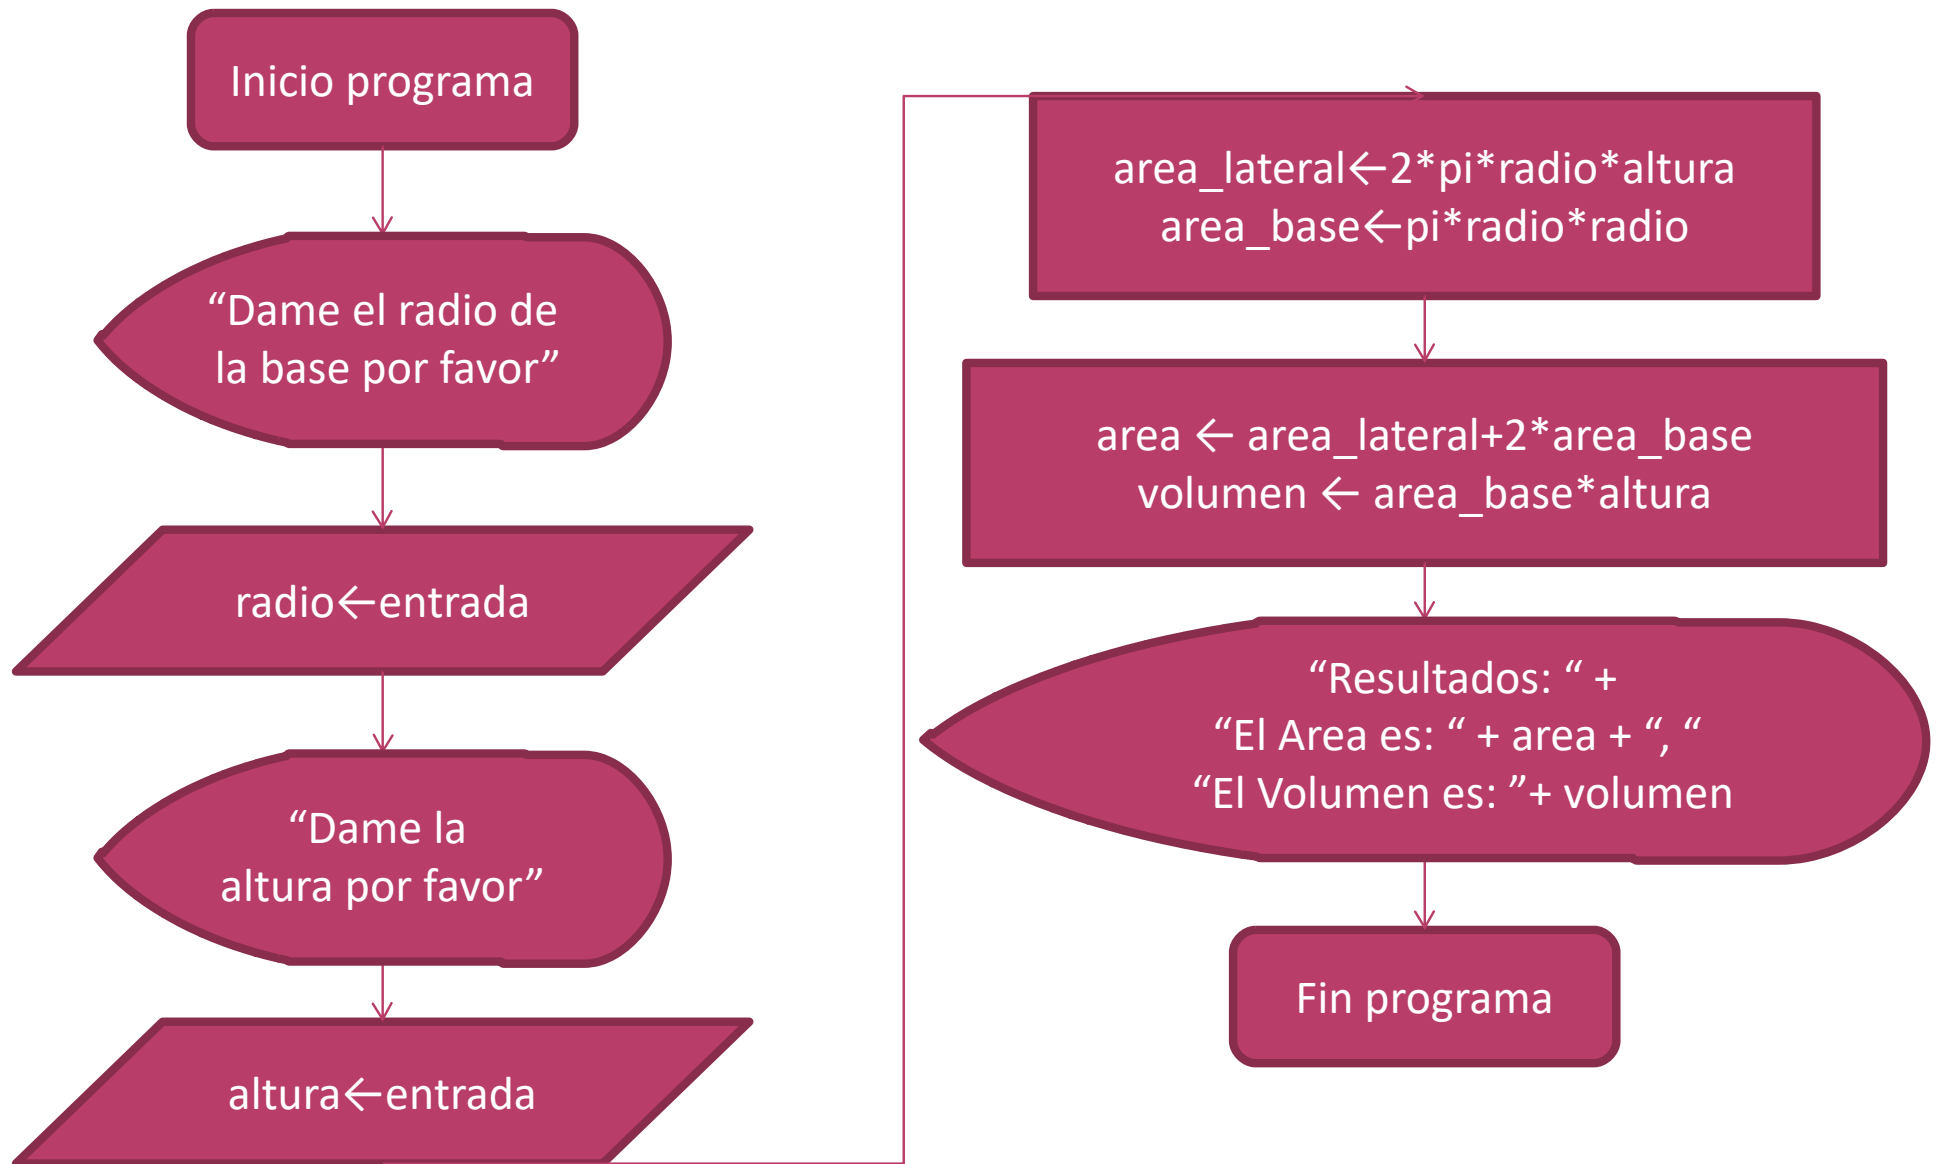 Inicio programa
“Dame el radio de
la base por favor”
radio←entrada
“Dame la
altura por favor”
altura←entrada
area_lateral←2*pi*radio*altura
area_base←pi*radio*radio
area ← area_lateral+2*area_base
volumen ← area_base*altura
“Resultados: “ +
“El Area es: “ + area + “, “
“El Volumen es: ”+ volumen
Fin programa